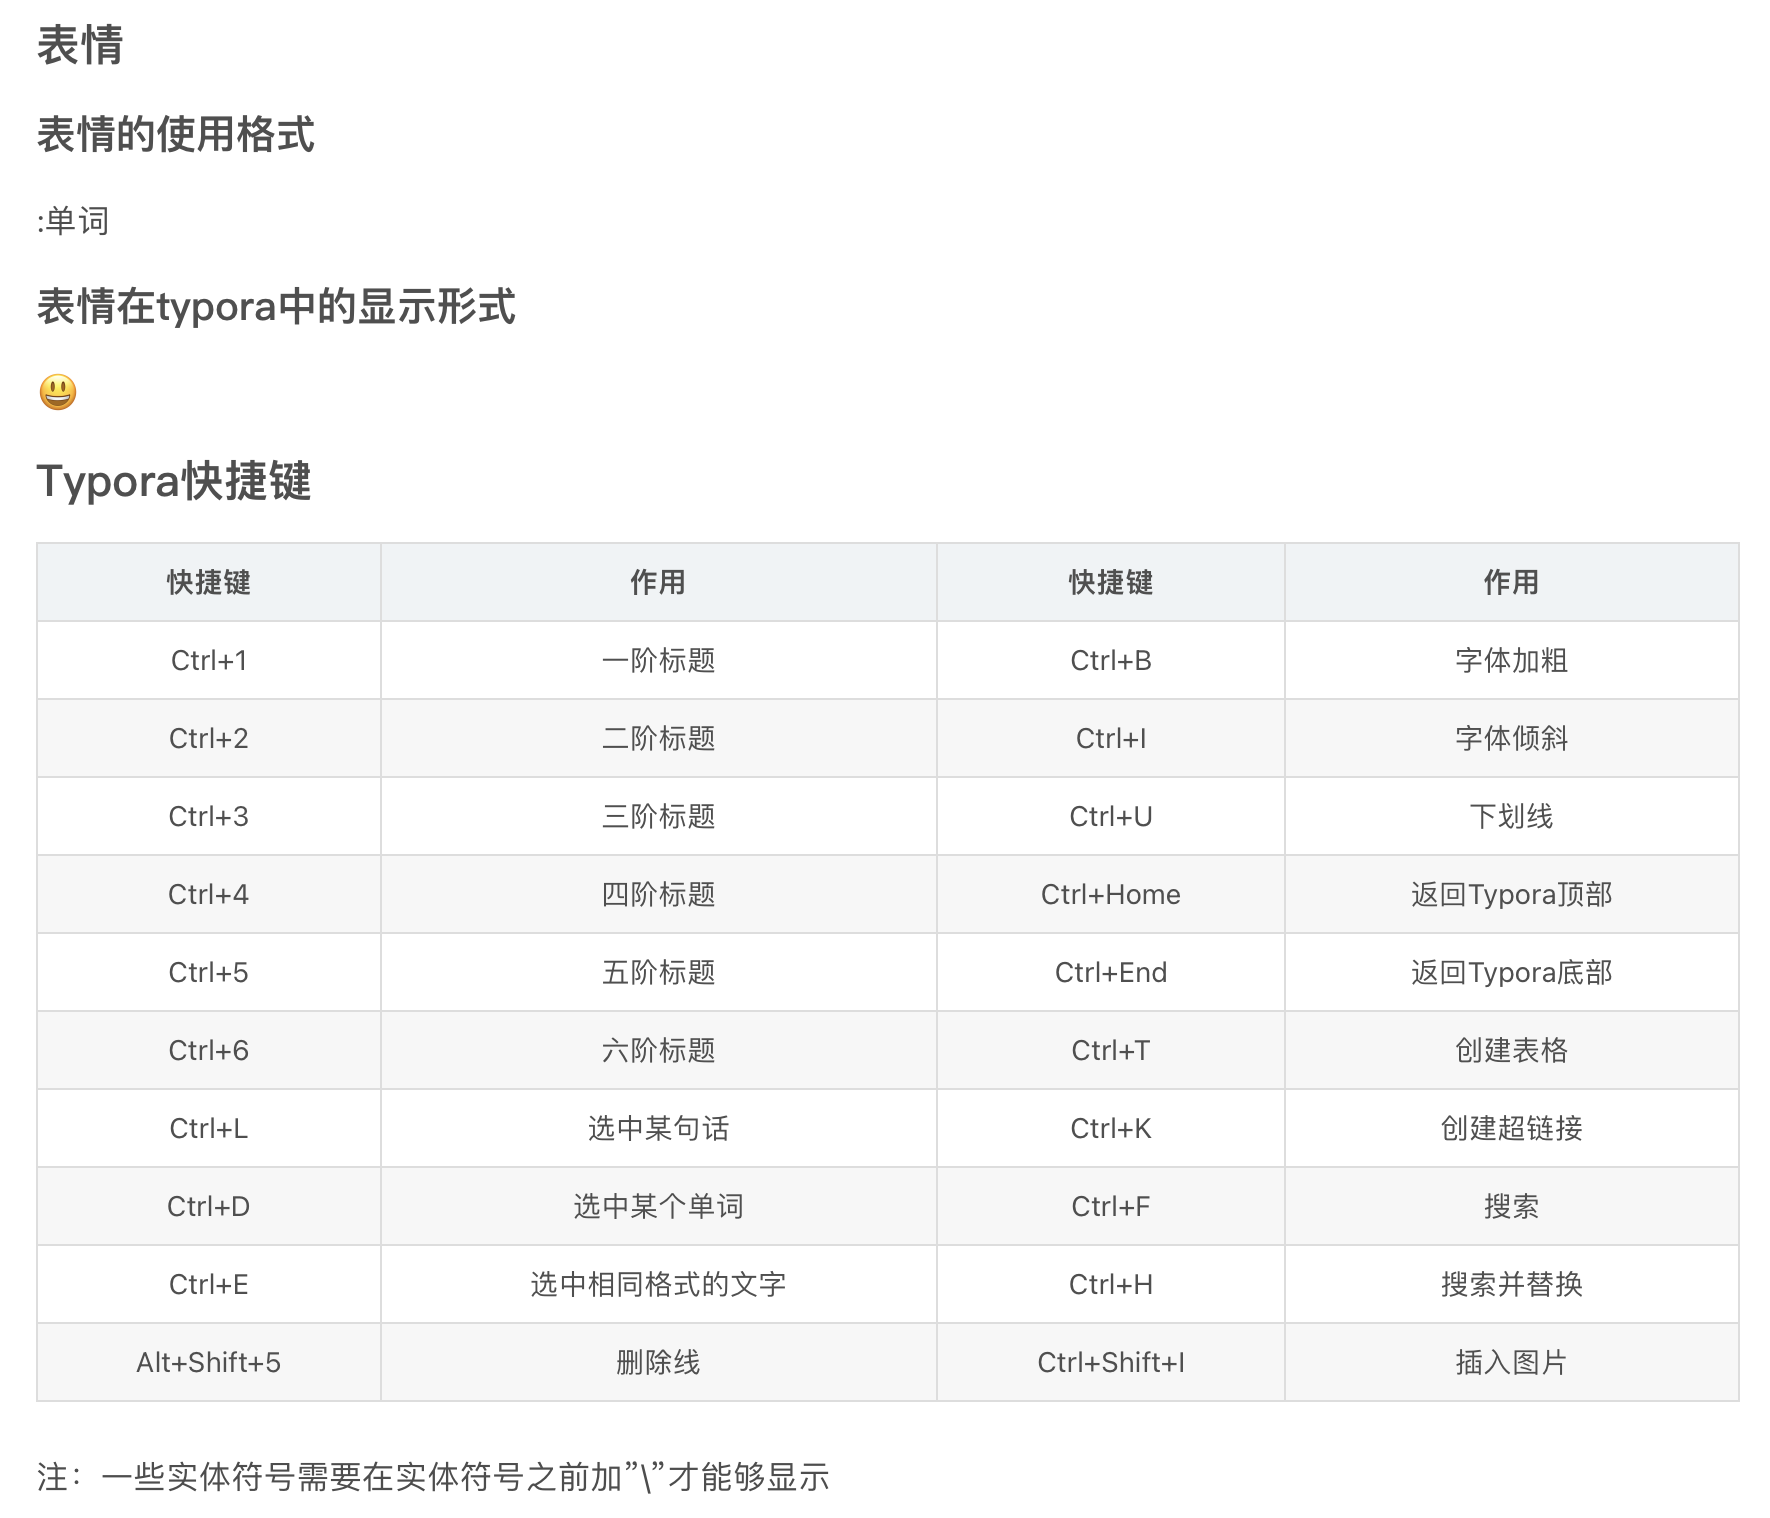 表情
表情的使用格式
:单词
表情在typora中的显示形式
😃
Typora快捷键
快捷键 作用 快捷键 作用
Ctrl+1 一阶标题 Ctrl+B 字体加粗
Ctrl+2 二阶标题 Ctrl+I 字体倾斜
Ctrl+3 三阶标题 Ctrl+U 下划线
Ctrl+4 四阶标题 Ctrl+Home 返回Typora顶部
Ctrl+5 五阶标题 Ctrl+End 返回Typora底部
Ctrl+6 六阶标题 Ctrl+T 创建表格
Ctrl+L 选中某句话 Ctrl+K 创建超链接
Ctrl+D 选中某个单词 Ctrl+F 搜索
Ctrl+E 选中相同格式的文字 Ctrl+H 搜索并替换
Alt+Shift+5 删除线 Ctrl+Shift+I 插入图片
注：一些实体符号需要在实体符号之前加”\”才能够显示